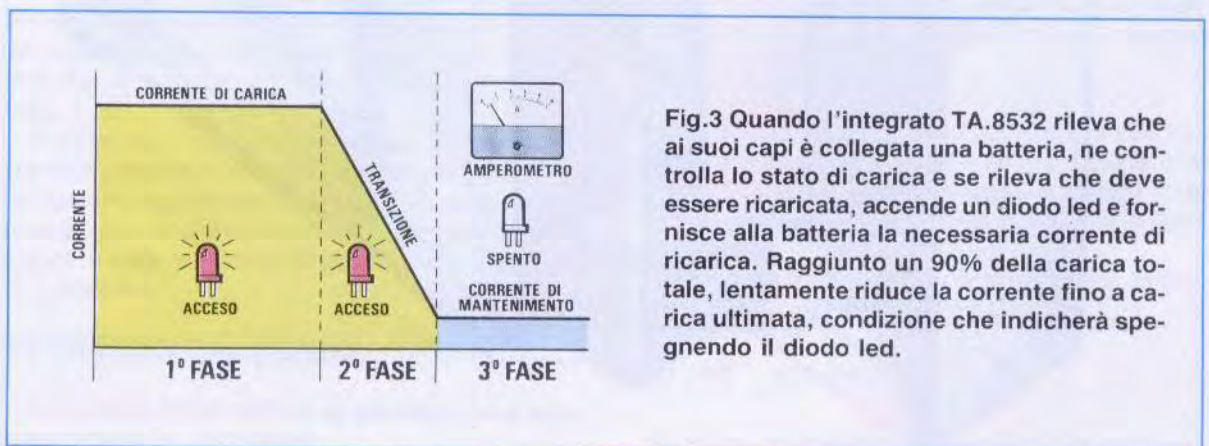 CORRENTE DI CARICA
CORRENTE
TRANSIZIONE
ACCESO
ACCESO
AMPEROMETRO
SPENTO
CORRENTE DI
MANTENIMENTO
1° FASE
2° FASE
3° FASE
Fig.3 Quando l'integrato TA.8532 rileva che
ai suoi capi è collegata una batteria, ne con-
trolla lo stato di carica e se rileva che deve
essere ricaricata, accende un diodo led e for-
nisce alla batteria la necessaria corrente di
ricarica. Raggiunto un 90% della carica to-
tale, lentamente riduce la corrente fino a ca-
rica ultimata, condizione che indicherà spe-
gnendo il diodo led.